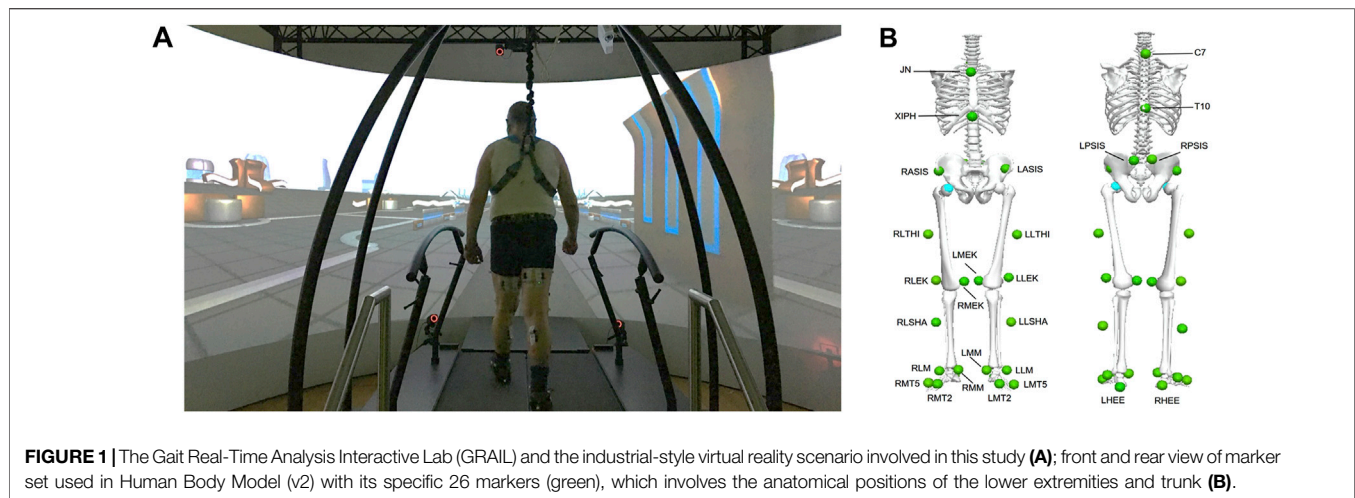 A
B
C7
JN
T10
XIPH
LPSIS RPSIS
RASIS LASIS
RLTHI LLTHI
LMEK
RLEK LLEK
RMEK
RLSHA LLSHA
LMM
RLM LLM
RMT5 RMM LMT5
RMT2 LMT2
LHEE RHEE
FIGURE 1 | The Gait Real-Time Analysis Interactive Lab (GRAIL) and the industrial-style virtual reality scenario involved in this study (A); front and rear view of marker
set used in Human Body Model (v2) with its specific 26 markers (green), which involves the anatomical positions of the lower extremities and trunk (B).